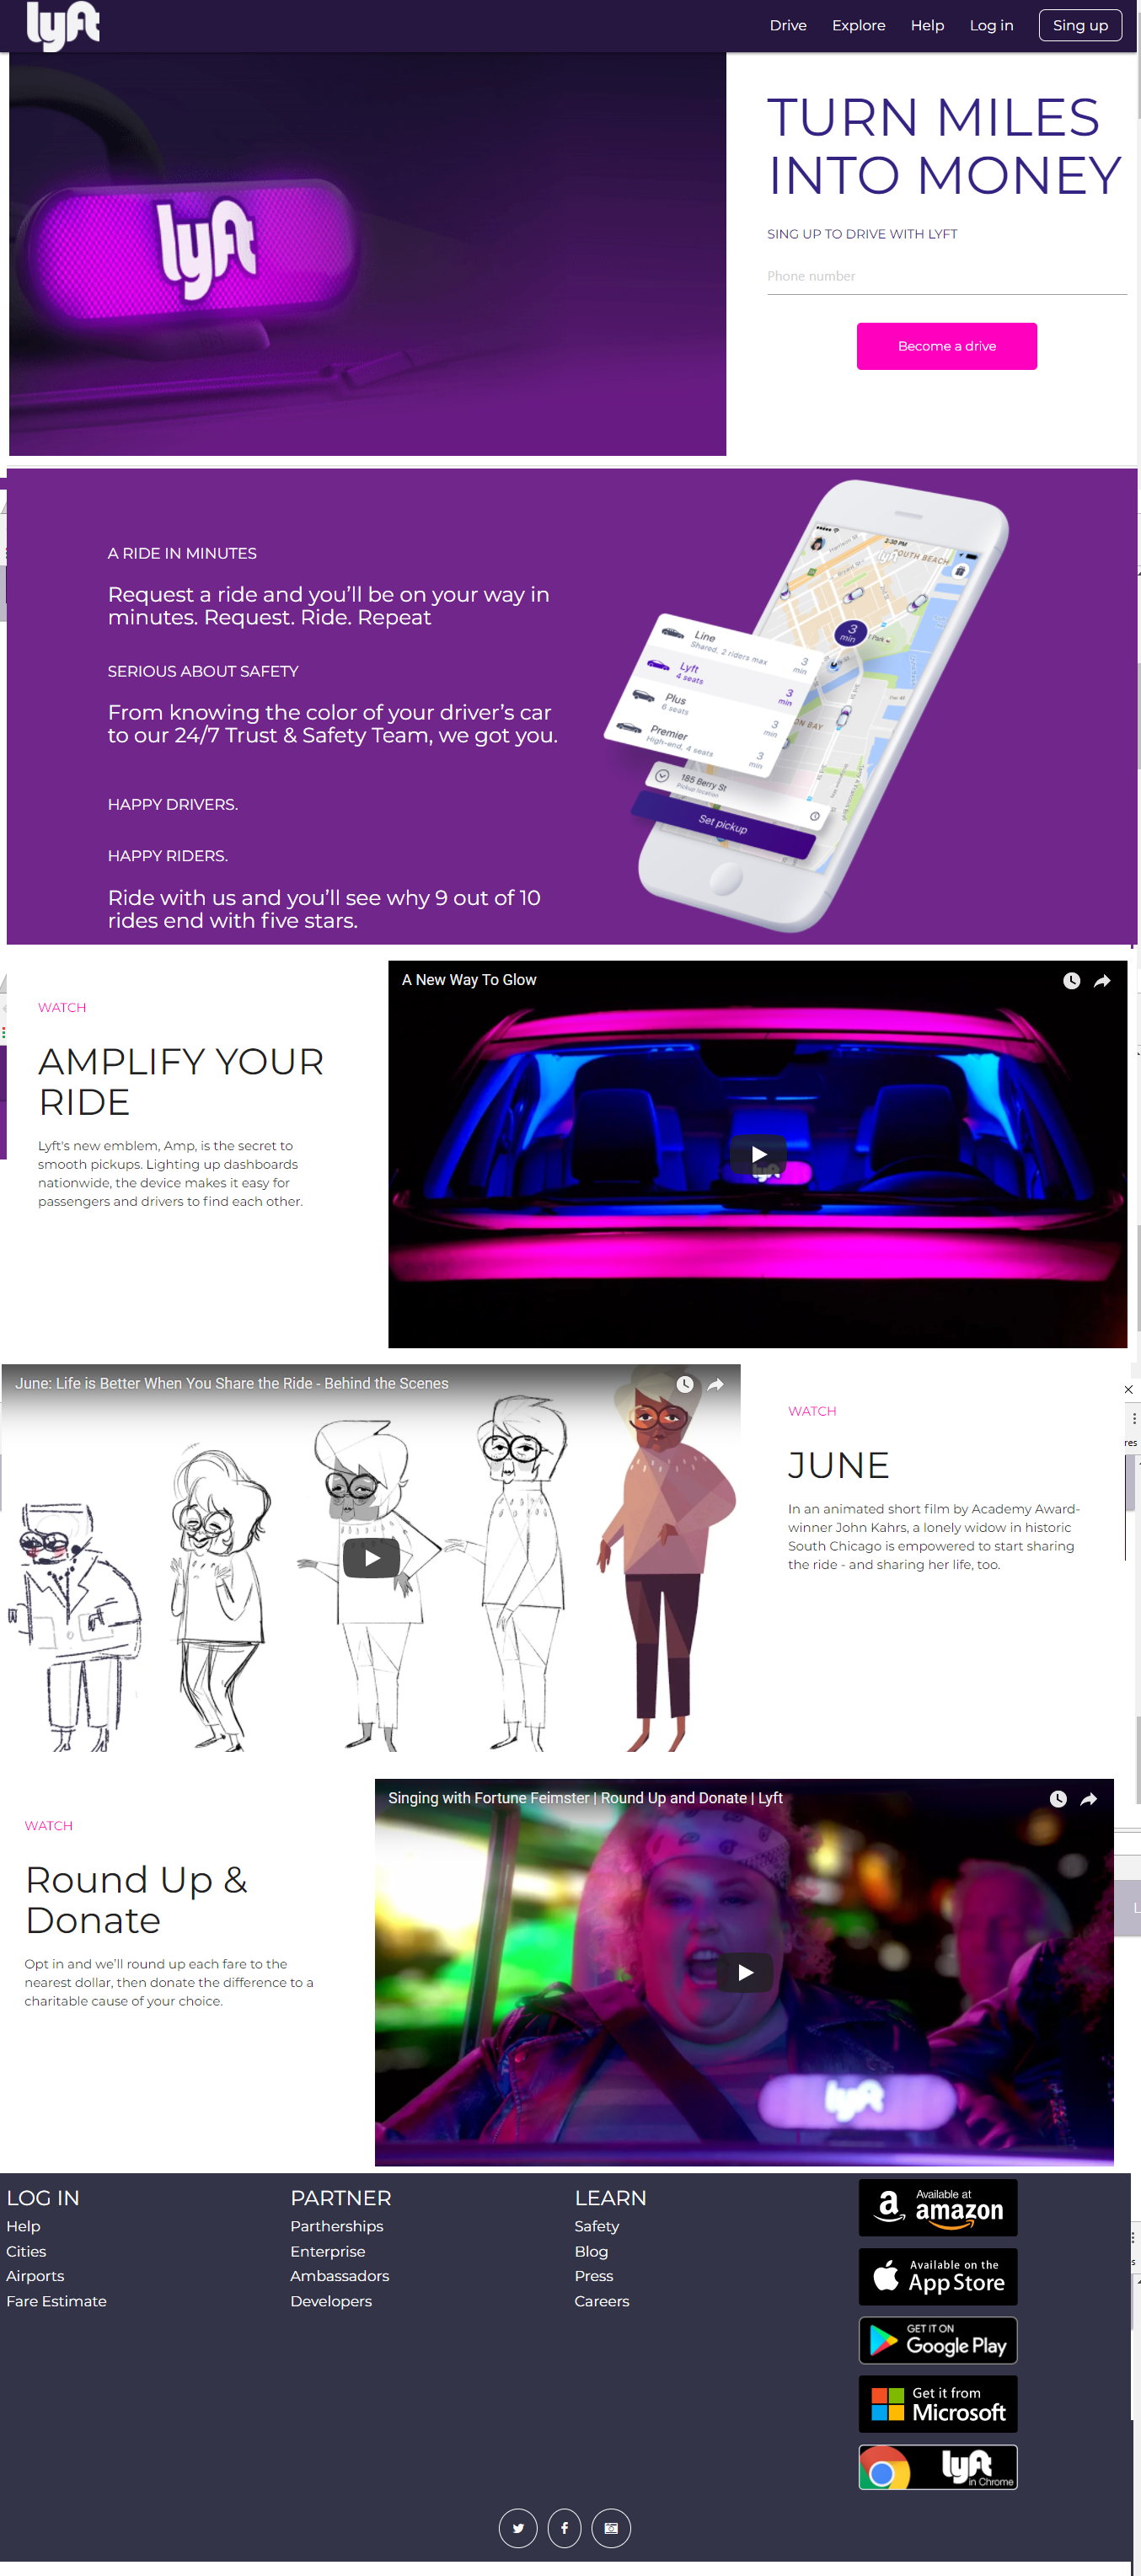 lyft
Drive Explore Help Log in Sing up
lyft
TURN MILES
INTO MONEY
SING UP TO DRIVE WITH LYFT
Phone number
Become a drive
A RIDE IN MINUTES
Request a ride and you’ll be on your way in
minutes. Request. Ride. Repeat
SERIOUS ABOUT SAFETY
From knowing the color of your driver’s car
to our 24/7 Trust & Safety Team, we got you.
HAPPY DRIVERS.
HAPPY RIDERS.
Ride with us and you’ll see why 9 out of 10
rides end with five stars.
2:30 PM
lyft
SOUTH BEACH
3
min
Line
Shared, 2 riders max
3
min
Lyft
4 seats
3
min
Plus
6 seats
3
min
Premier
High-end, 4 seats
3
min
185 Berry St
Pickup location
Set pickup
WATCH
AMPLIFY YOUR
RIDE
Lyft's new emblem, Amp, is the secret to
smooth pickups. Lighting up dashboards
nationwide, the device makes it easy for
passengers and drivers to find each other.
A New Way To Glow
lyft
June: Life is Better When You Share the Ride - Behind the Scenes
WATCH
JUNE
In an animated short film by Academy Award-
winner John Kahrs, a lonely widow in historic
South Chicago is empowered to start sharing
the ride - and sharing her life, too.
res
WATCH
Round Up &
Donate
Opt in and we’ll round up each fare to the
nearest dollar, then donate the difference to a
charitable cause of your choice.
Singing with Fortune Feimster | Round Up and Donate | Lyft
lyft
L
LOG IN
Help
Cities
Airports
Fare Estimate
PARTNER
Partherships
Enterprise
Ambassadors
Developers
LEARN
Safety
Blog
Press
Careers
Available at
amazon
Available on the
App Store
GET IT ON
Google Play
Get it from
Microsoft
lyft
in Chrome